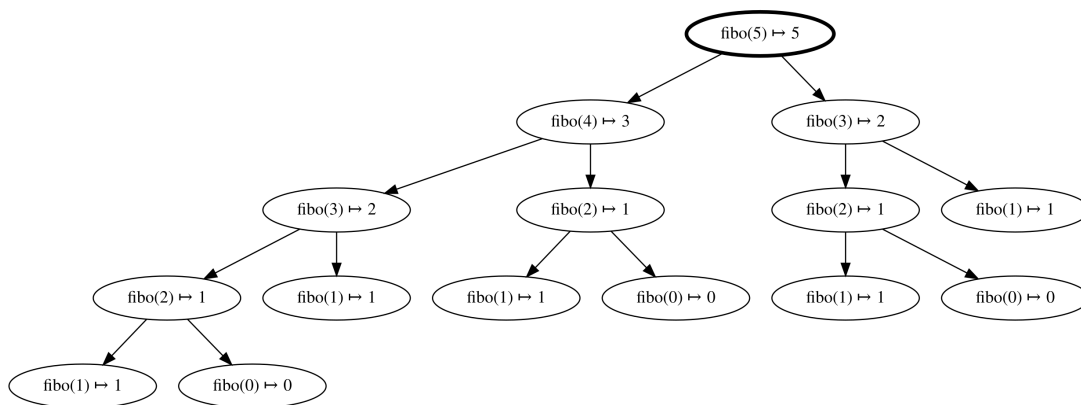 fibo(5) ↦ 5
fibo(4) ↦ 3
fibo(3) ↦ 2
fibo(3) ↦ 2
fibo(2) ↦ 1
fibo(2) ↦ 1
fibo(1) ↦ 1
fibo(2) ↦ 1
fibo(1) ↦ 1
fibo(1) ↦ 1
fibo(0) ↦ 0
fibo(1) ↦ 1
fibo(0) ↦ 0
fibo(1) ↦ 1
fibo(0) ↦ 0